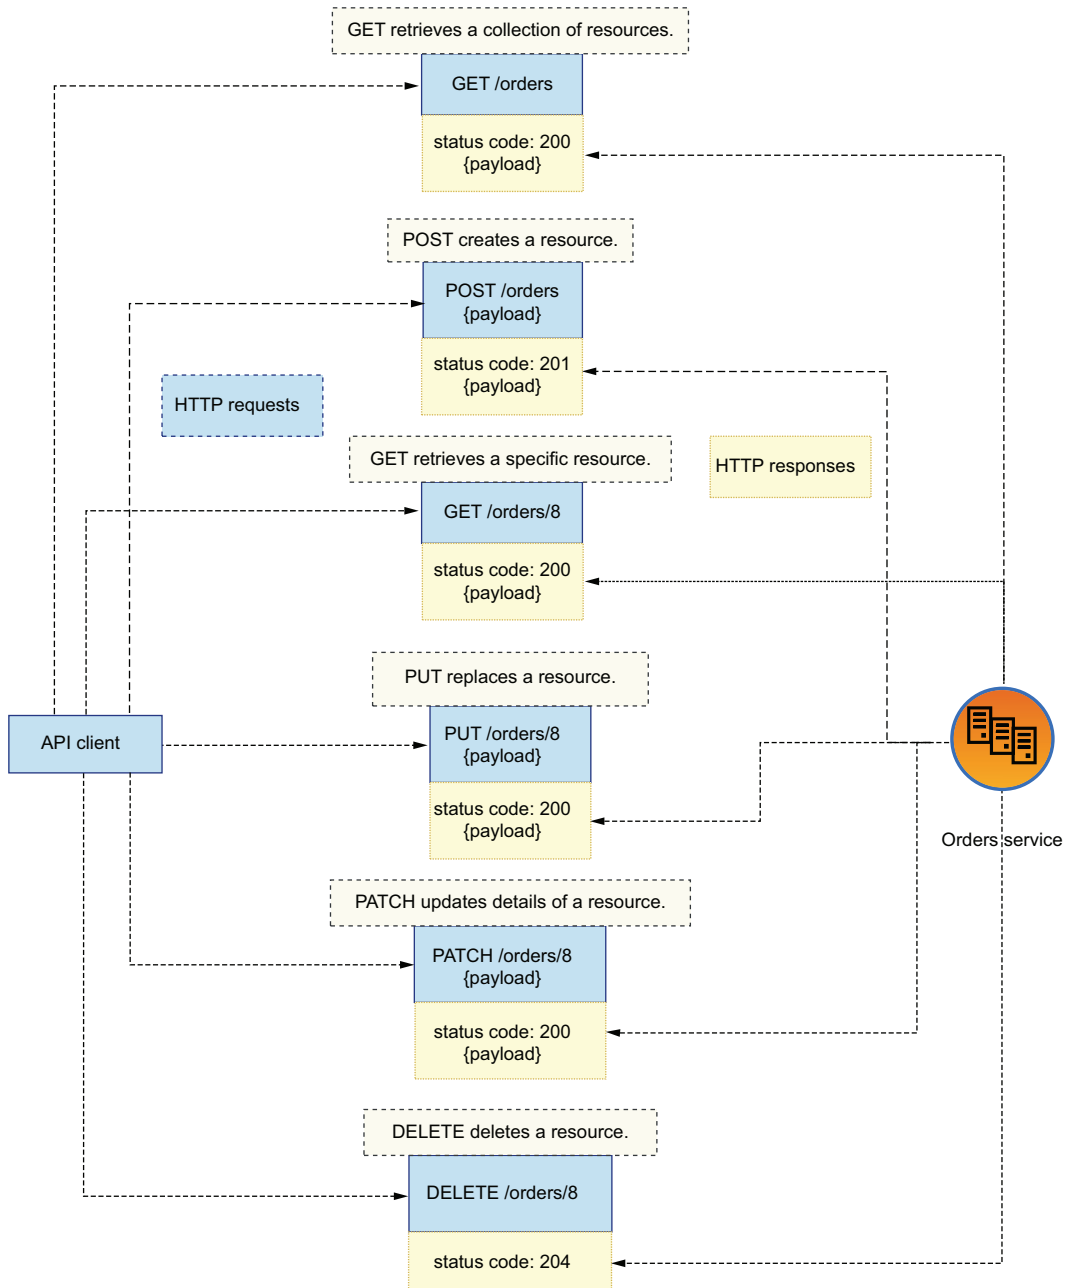 GET retrieves a collection of resources.
GET /orders
status code: 200
{payload}
POST creates a resource.
POST /orders
{payload}
status code: 201
{payload}
HTTP requests
GET retrieves a specific resource.
HTTP responses
GET /orders/8
status code: 200
{payload}
PUT replaces a resource.
API client
PUT /orders/8
{payload}
status code: 200
{payload}
Orders service
PATCH updates details of a resource.
PATCH /orders/8
{payload}
status code: 200
{payload}
DELETE deletes a resource.
DELETE /orders/8
status code: 204